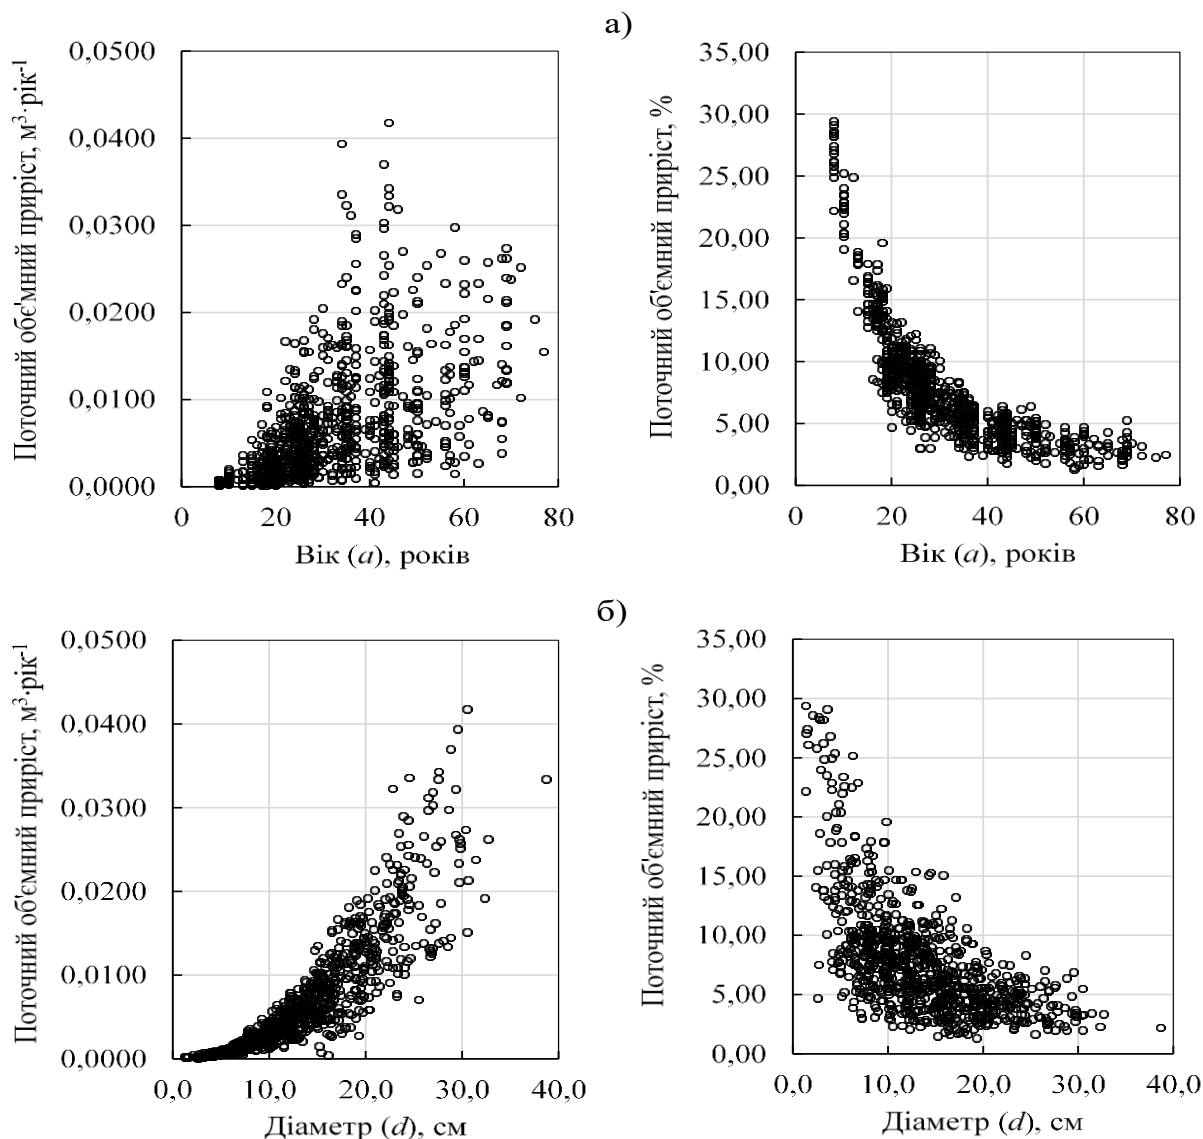 а)
Поточний об'ємний приріст, м³·рік⁻¹
0,0500
0,0400
0,0300
0,0200
0,0100
0,0000
0 20 40 60 80
Вік (a), років
Поточний об'ємний приріст, %
35,00
30,00
25,00
20,00
15,00
10,00
5,00
0,00
0 20 40 60 80
Вік (a), років
б)
Поточний об'ємний приріст, м³·рік⁻¹
0,0500
0,0400
0,0300
0,0200
0,0100
0,0000
0,0 10,0 20,0 30,0 40,0
Діаметр (d), см
Поточний об'ємний приріст, %
35,00
30,00
25,00
20,00
15,00
10,00
5,00
0,00
0,0 10,0 20,0 30,0 40,0
Діаметр (d), см